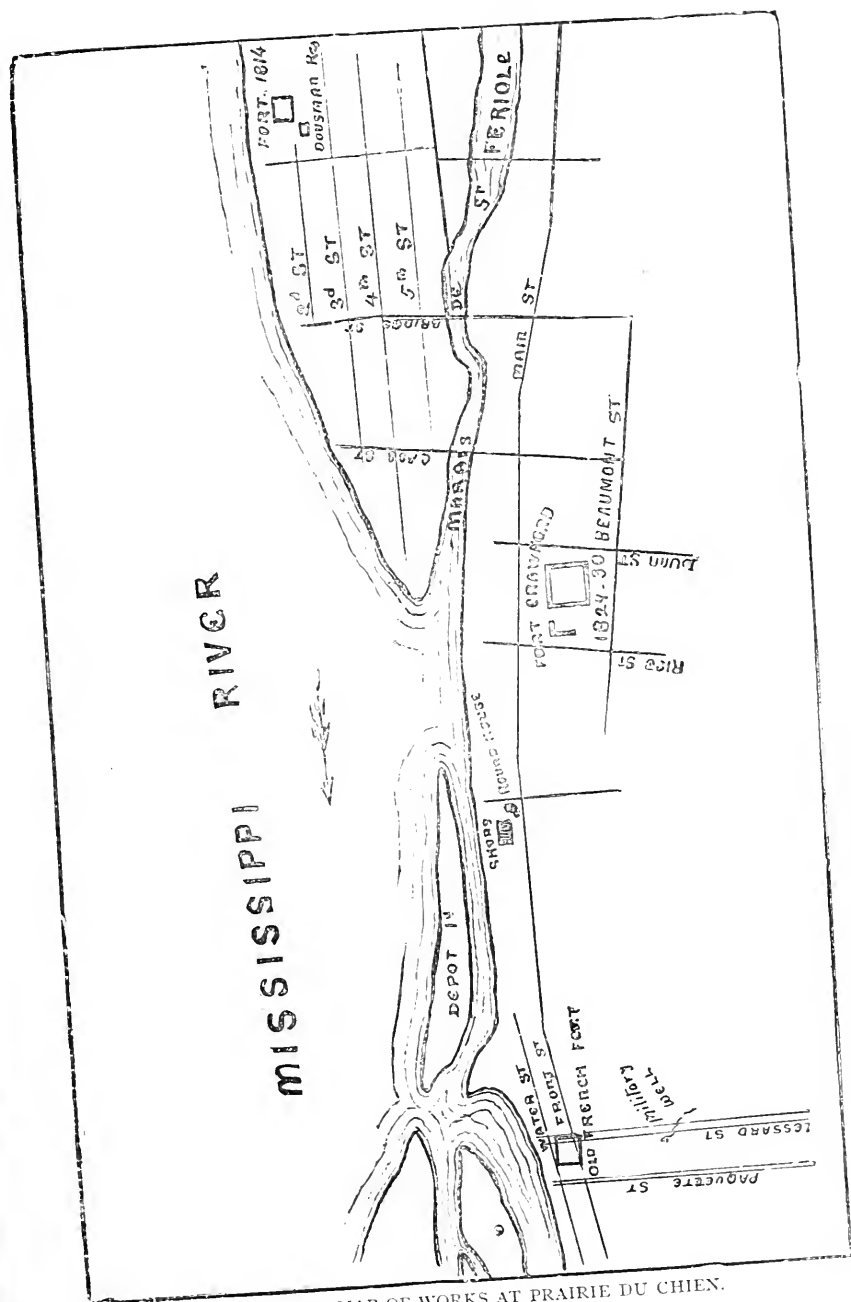 FORT. 1814
DOUSMAN Res
2d ST
3d ST
4th ST
5th ST
BRIDGE ST
CASS ST
MARAIS DE ST FERIOLE
MAIN ST
MISSISSIPPI RIVER
FORT CRAWFORD
1824-30
BEAUMONT ST
DUNN ST
RICE ST
ROUND HOUSE
SHOPS
DEPOT Id
WATER ST
FRONT ST
OLD FRENCH FORT
Military WELL
LESSARD ST
PAQUETTE ST
MAP OF WORKS AT PRAIRIE DU CHIEN.